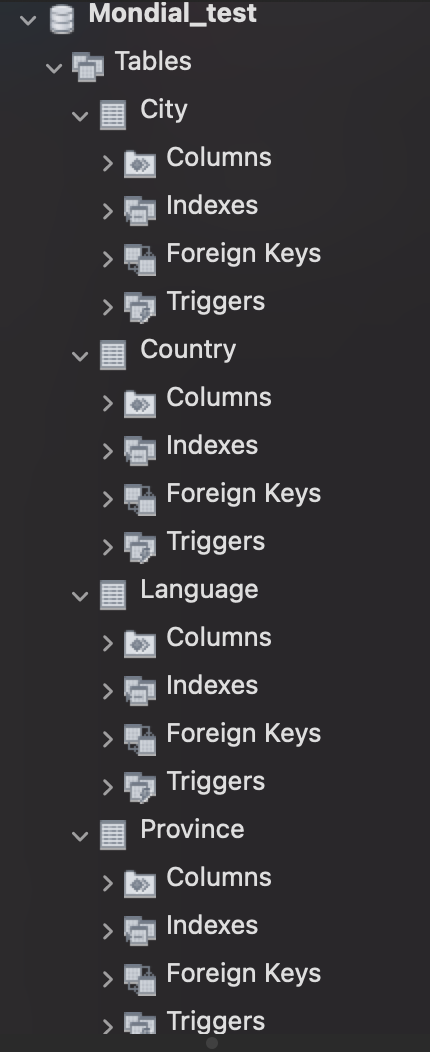 Mondial_test
Tables
City
Columns
Indexes
Foreign Keys
Triggers
Country
Columns
Indexes
Foreign Keys
Triggers
Language
Columns
Indexes
Foreign Keys
Triggers
Province
Columns
Indexes
Foreign Keys
Triggers